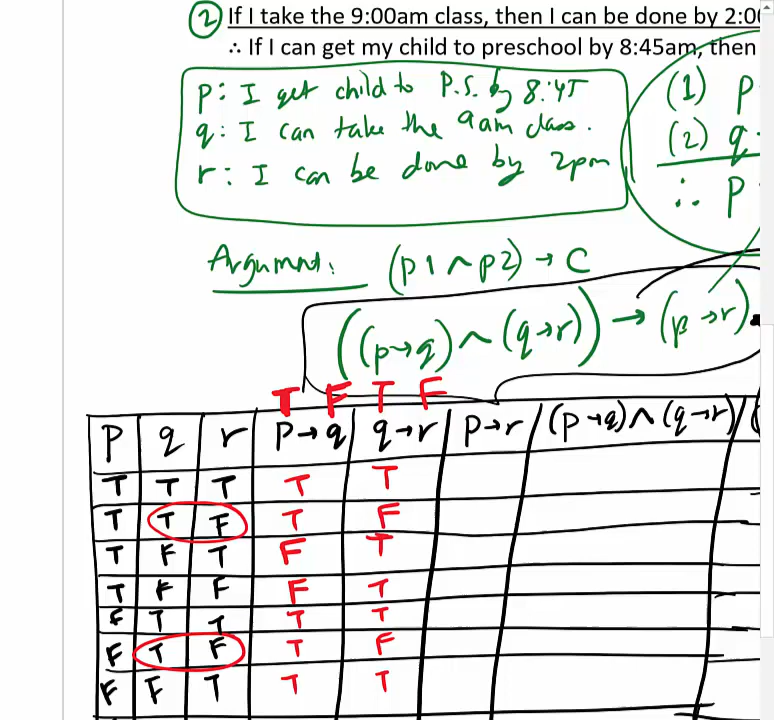 ② If I take the 9:00am class, then I can be done by 2:0
∴ If I can get my child to preschool by 8:45am, then
p: I get child to P.S. by 8:45
q: I can take the 9am class.
r: I can be done by 2pm
(1) p
(2) q
∴ p
Argument: (p1 ∧ p2) → C
((p→q) ∧ (q→r)) → (p→r)
T F T F
p q r p→q q→r p→r (p→q) ∧ (q→r) (
T T T T T
T T F T F
T F T F T
T F F F T
F T T T T
F T F T F
F F T T T